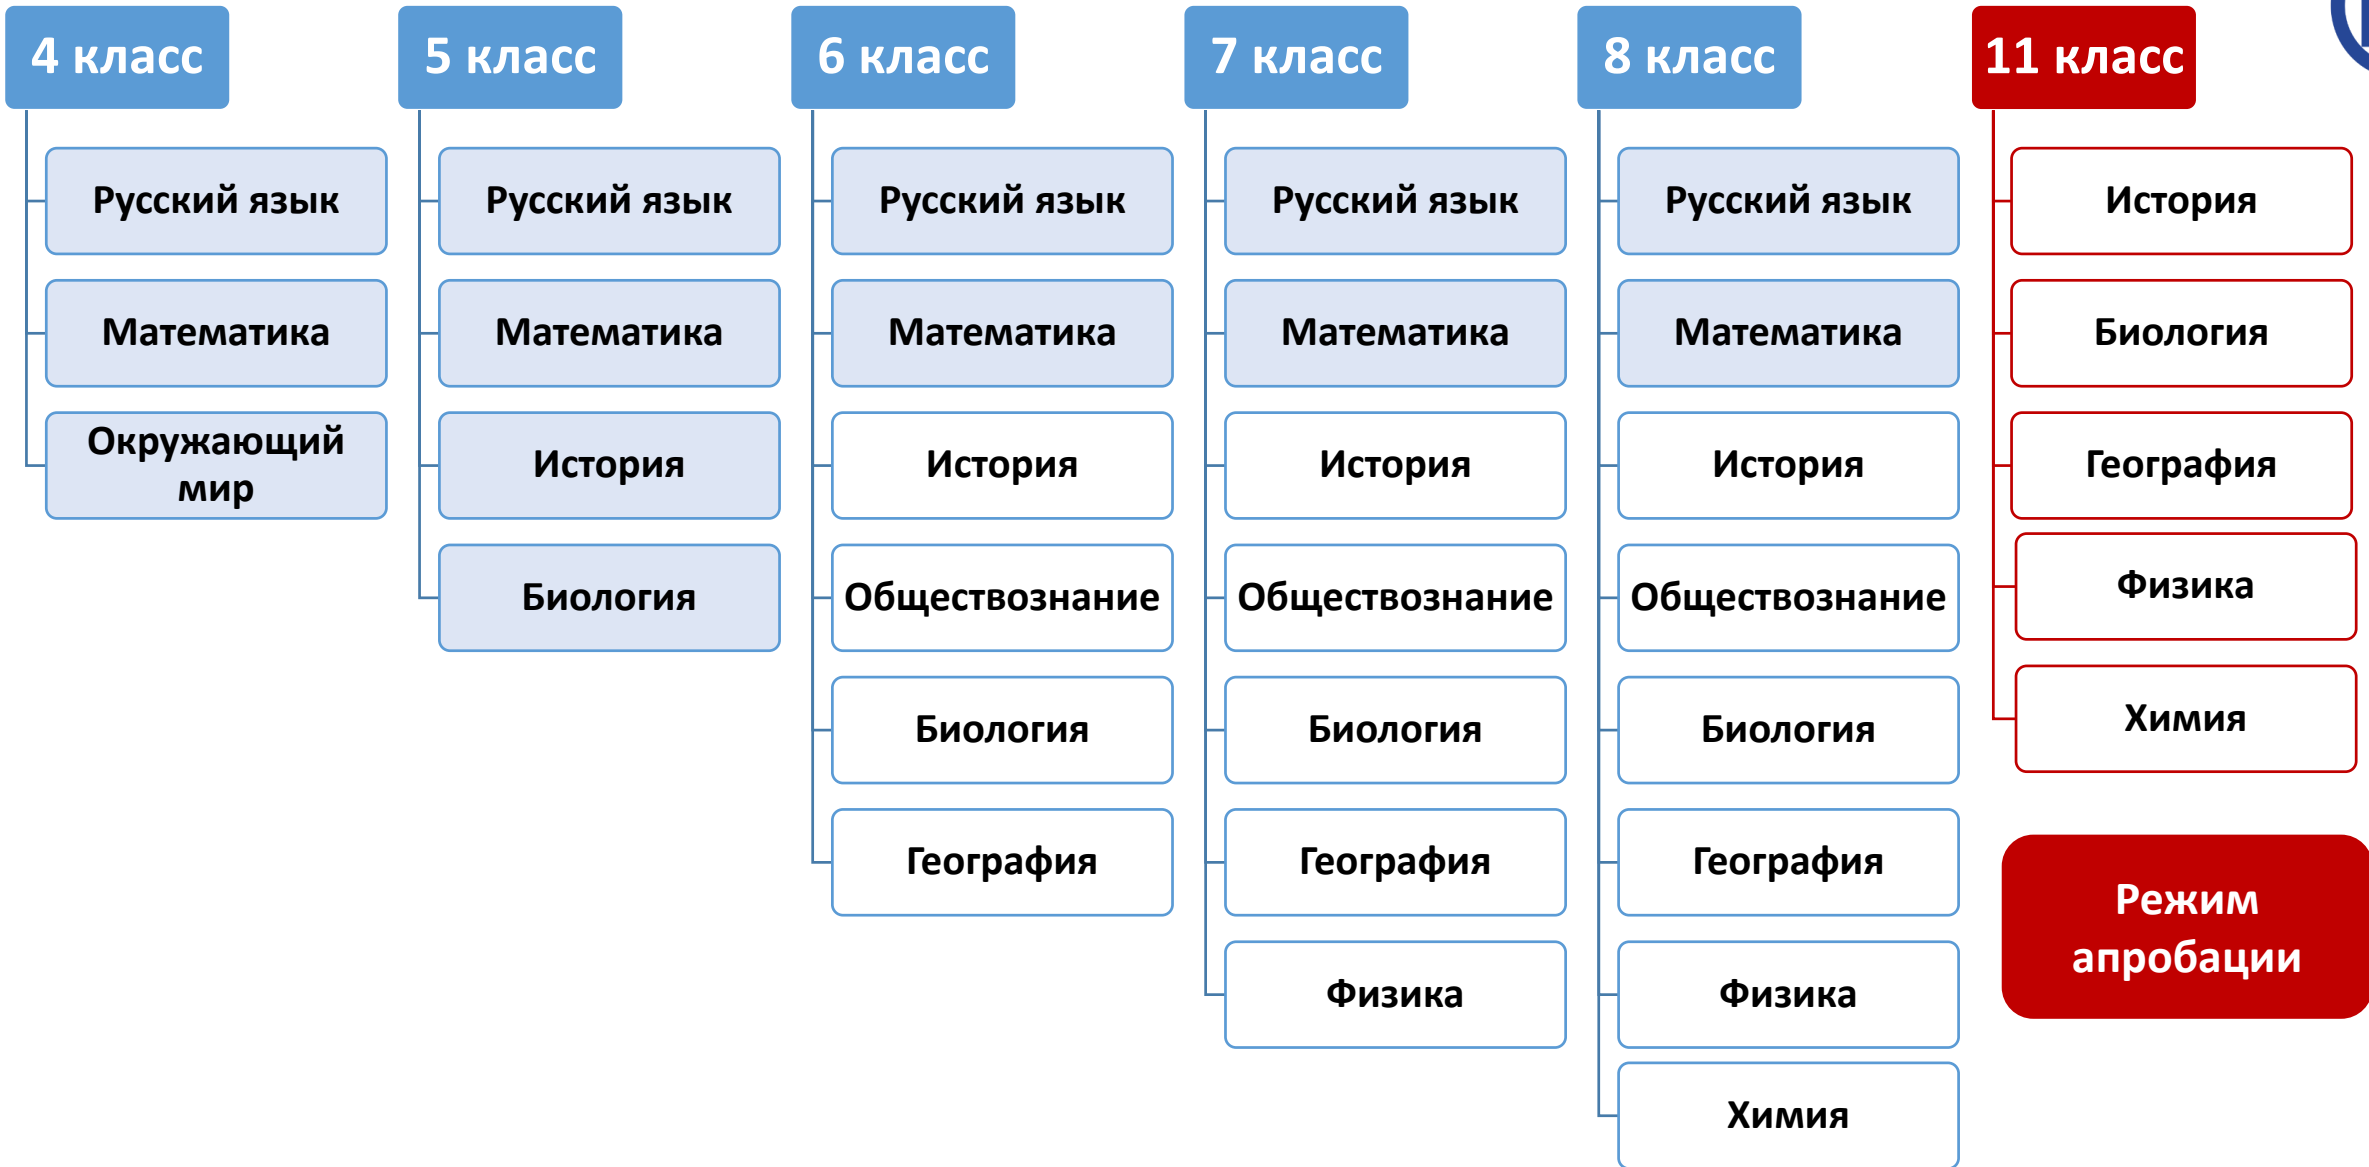 4 класс
Русский язык
Математика
Окружающий
мир
5 класс
Русский язык
Математика
История
Биология
6 класс
Русский язык
Математика
История
Обществознание
Биология
География
7 класс
Русский язык
Математика
История
Обществознание
Биология
География
Физика
8 класс
Русский язык
Математика
История
Обществознание
Биология
География
Физика
Химия
11 класс
История
Биология
География
Физика
Химия
Режим
апробации